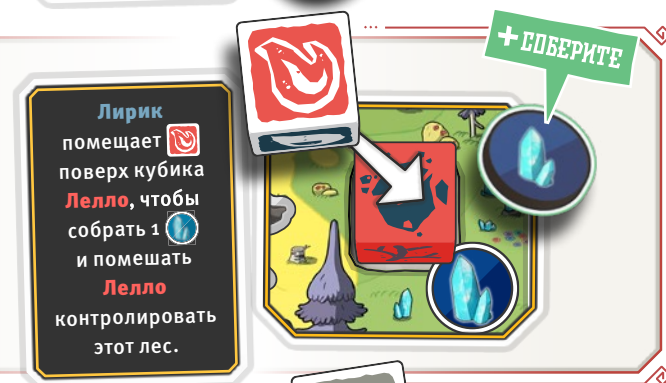 +СОБЕРИТЕ
Лирик
помещает
поверх кубика
Лелло, чтобы
собрать 1
и помешать
Лелло
контролировать
этот лес.